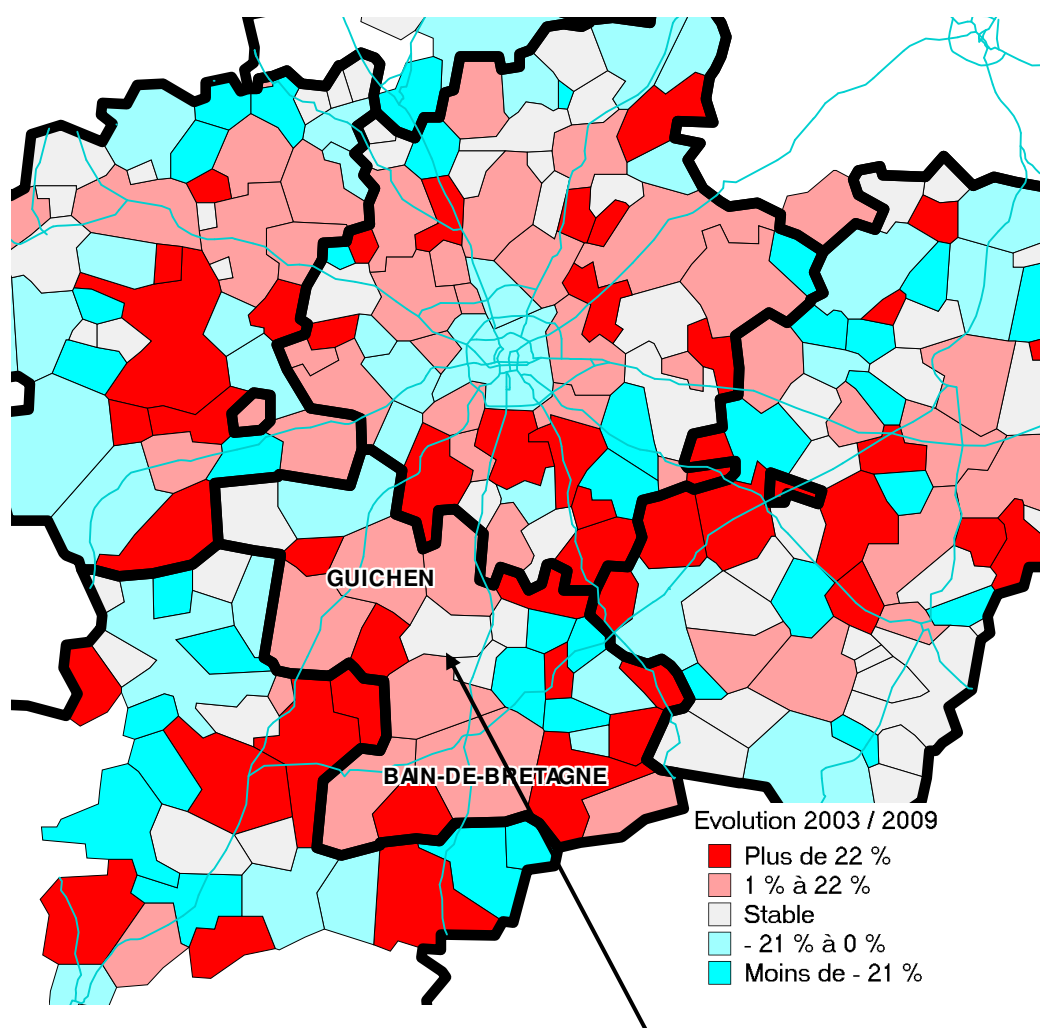 GUICHEN
BAIN-DE-BRETAGNE
Evolution 2003 / 2009
Plus de 22 %
1 % à 22 %
Stable
- 21 % à 0 %
Moins de - 21 %